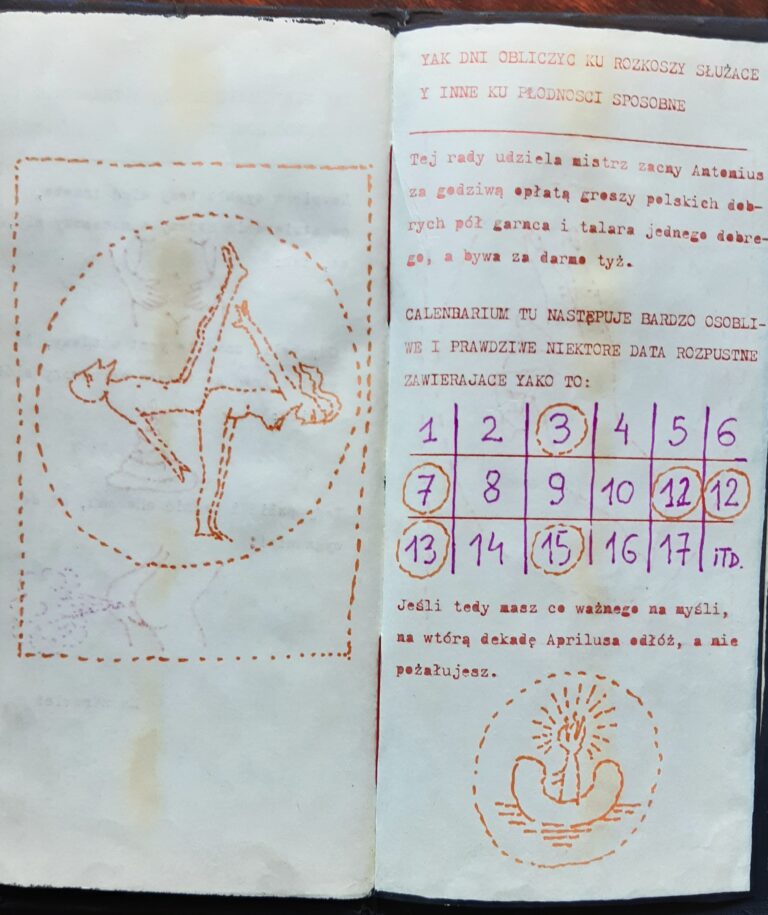 YAK DNI OBLICZYC KU ROZKOSZY SŁUŻACE
Y INNE KU PŁODNOSCI SPOSOBNE
Tej rady udziela mistrz zacny Antonius
za godziwą opłatą groszy polskich dob-
rych pół garnca i talara jednego dobre-
go, a bywa za darmo tyż.
CALENDARIUM TU NASTĘPUJE BARDZO OSOBLI-
WE I PRAWDZIWE NIEKTORE DATA ROZPUSTNE
ZAWIERAJACE YAKO TO:
1 2 3 4 5 6
7 8 9 10 11 12
13 14 15 16 17 iTD.
Jeśli tedy masz co ważnego na myśli,
na wtórą dekadę Aprilusa odłóż, a nie
pożałujesz.